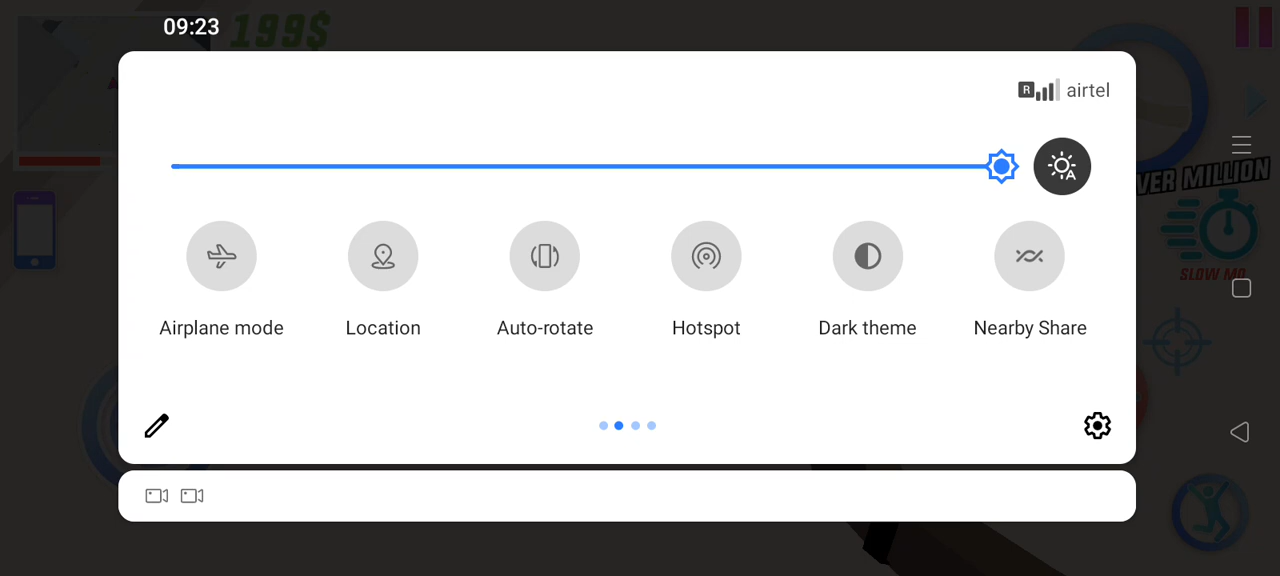 09:23 199$
R airtel
A
VER MILLION
SLOW MO
Airplane mode Location Auto-rotate Hotspot Dark theme Nearby Share